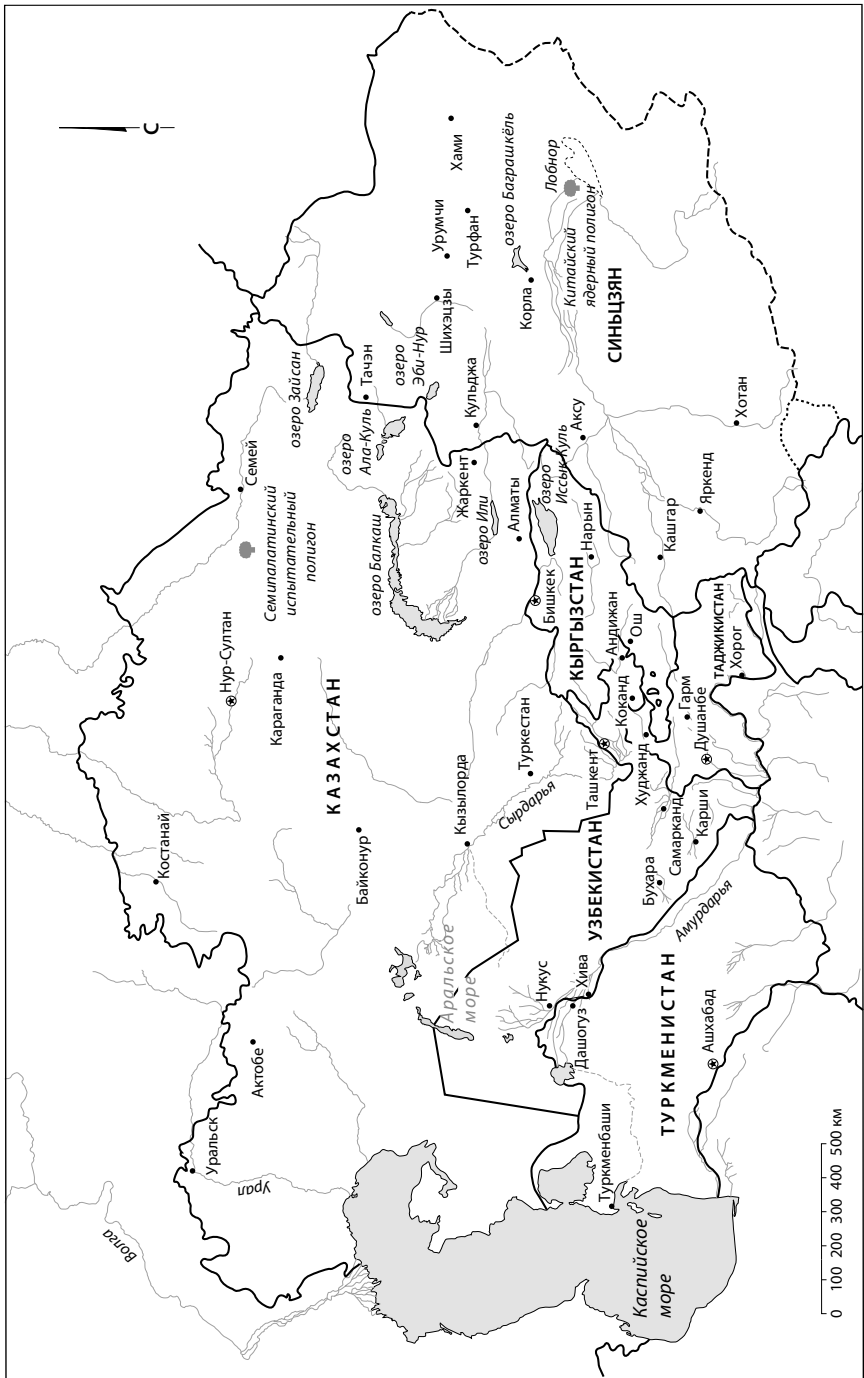 С
Волга
Уральск
Урал
Актобе
Костанай
Нур-Султан
Караганда
КАЗАХСТАН
Байконур
Семей
Семипалатинский
испытательный
полигон
озеро Зайсан
озеро
Ала-Куль
Тачэн
озеро
Эби-Нур
озеро Балкаш
Шихэцзы
Урумчи
Турфан
Хами
Кульджа
Жаркент
озеро Или
Алматы
Кызылорда
Сырдарья
Туркестан
Аральское
море
Бишкек
озеро
Иссык-Куль
Корла
озеро Баграшкёль
Лобнор
Китайский
ядерный полигон
СИНЬЦЗЯН
Аксу
Нарын
КЫРГЫЗСТАН
Нукус
Дашогуз
Хива
УЗБЕКИСТАН
Ташкент
Андижан
Ош
Коканд
Худжанд
Кашгар
Яркенд
Хотан
Туркменбаши
Каспийское
море
Бухара
Самарканд
Карши
Амурдарья
Гарм
Душанбе
ТАДЖИКИСТАН
Хорог
ТУРКМЕНИСТАН
Ашхабад
0 100 200 300 400 500 км